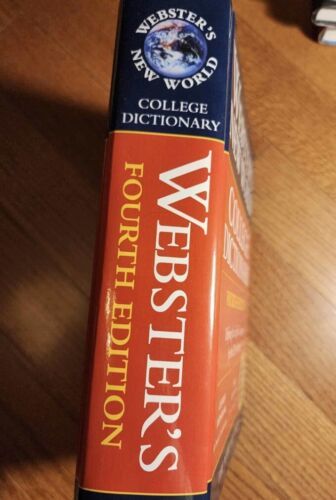 WEBSTER'S
NEW WORLD
COLLEGE
DICTIONARY
WEBSTER'S
FOURTH EDITION